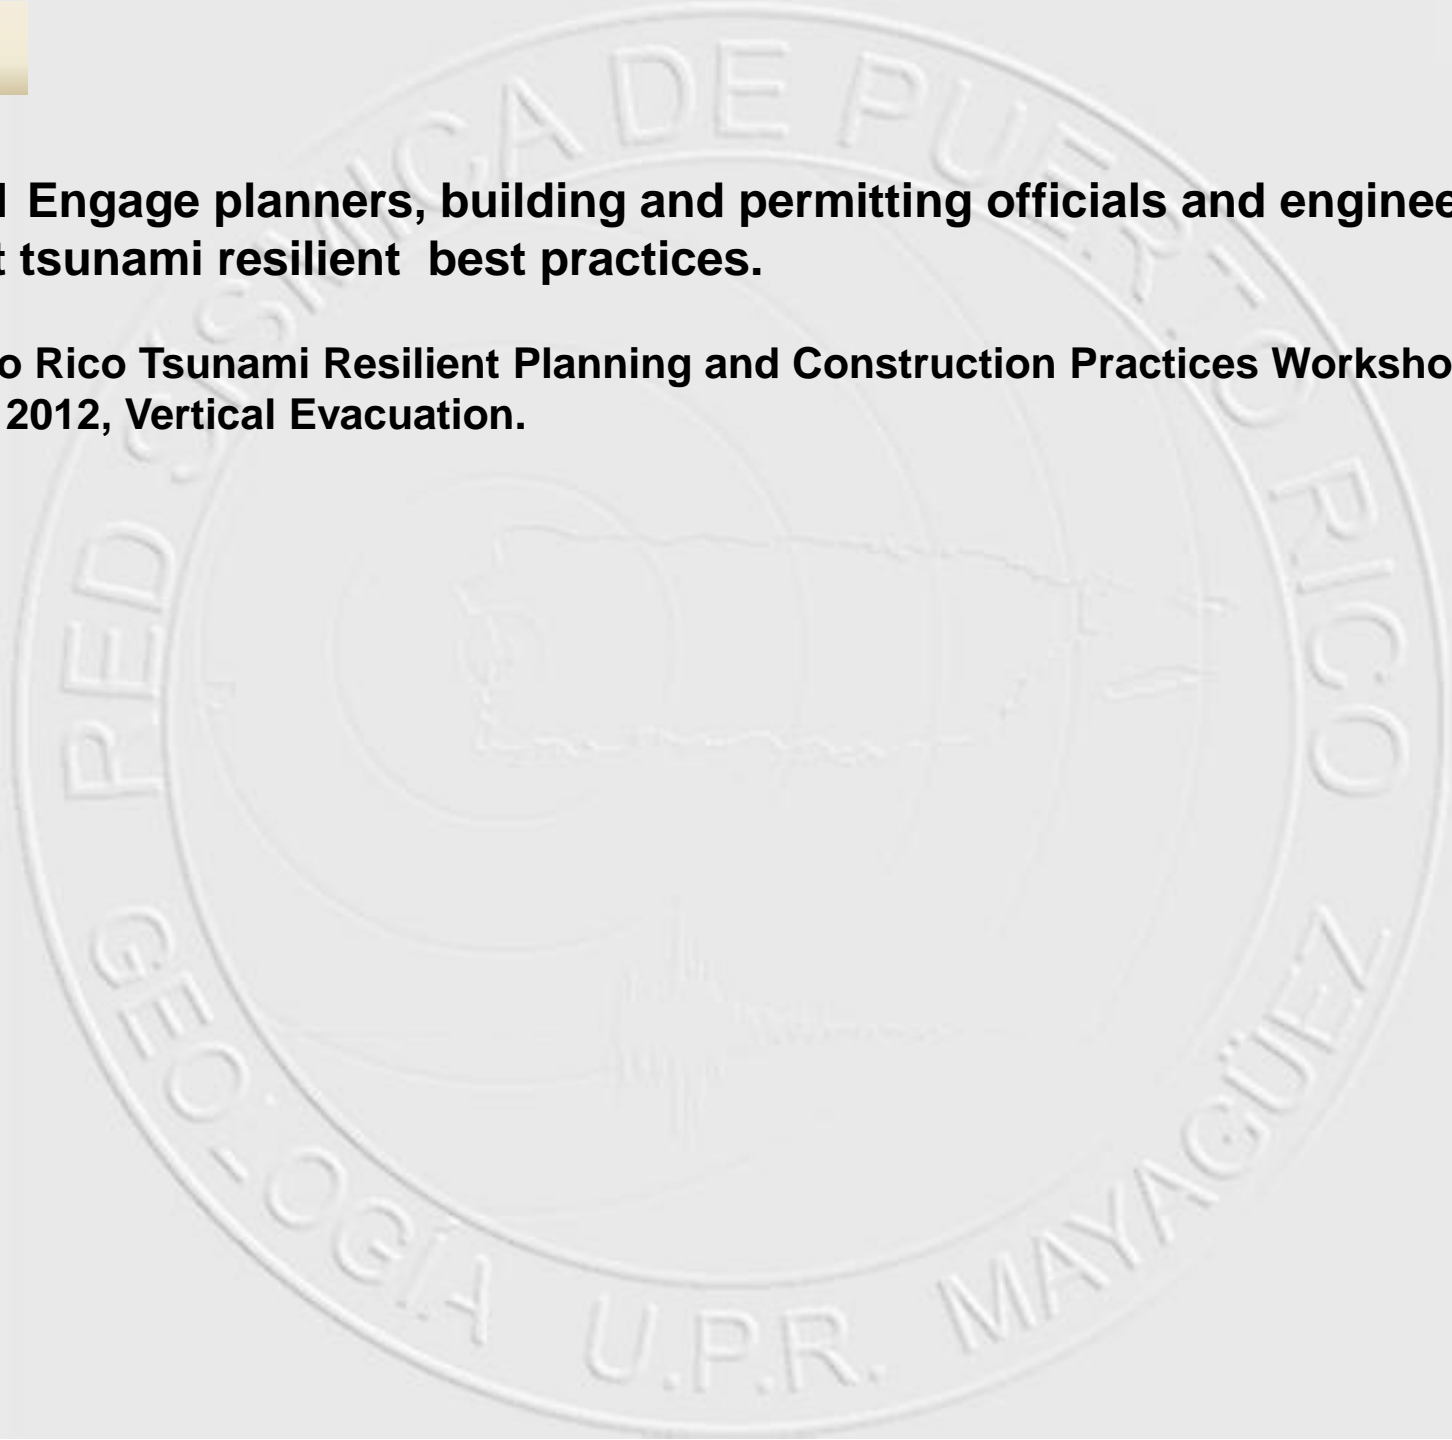 Engage planners, building and permitting officials and enginee
t tsunami resilient best practices.
o Rico Tsunami Resilient Planning and Construction Practices Worksho
2012, Vertical Evacuation.
RED SÍSMICA DE PUERTO RICO
GEOLOGÍA U.P.R. MAYAGÜEZ